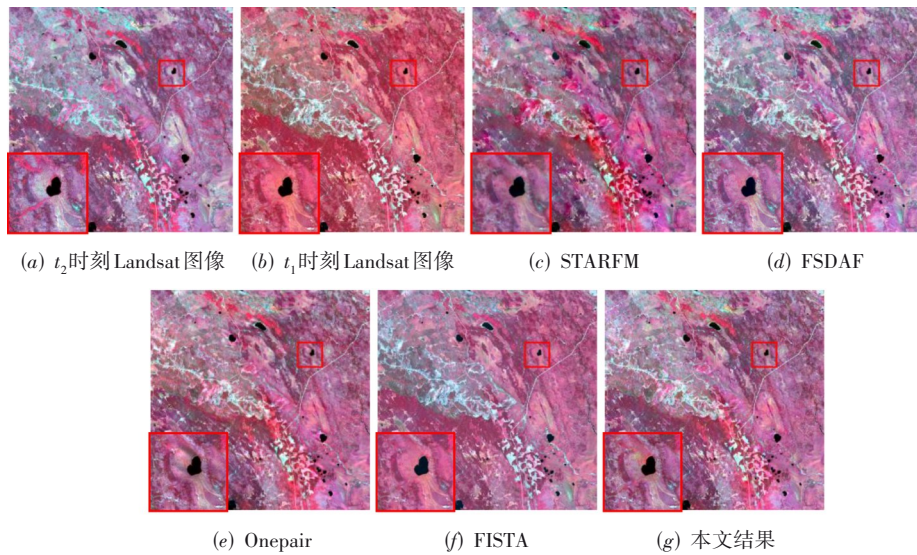 (a) t₂时刻Landsat图像
(b) t₁时刻Landsat图像
(c) STARFM
(d) FSDAF
(e) Onepair
(f) FISTA
(g) 本文结果